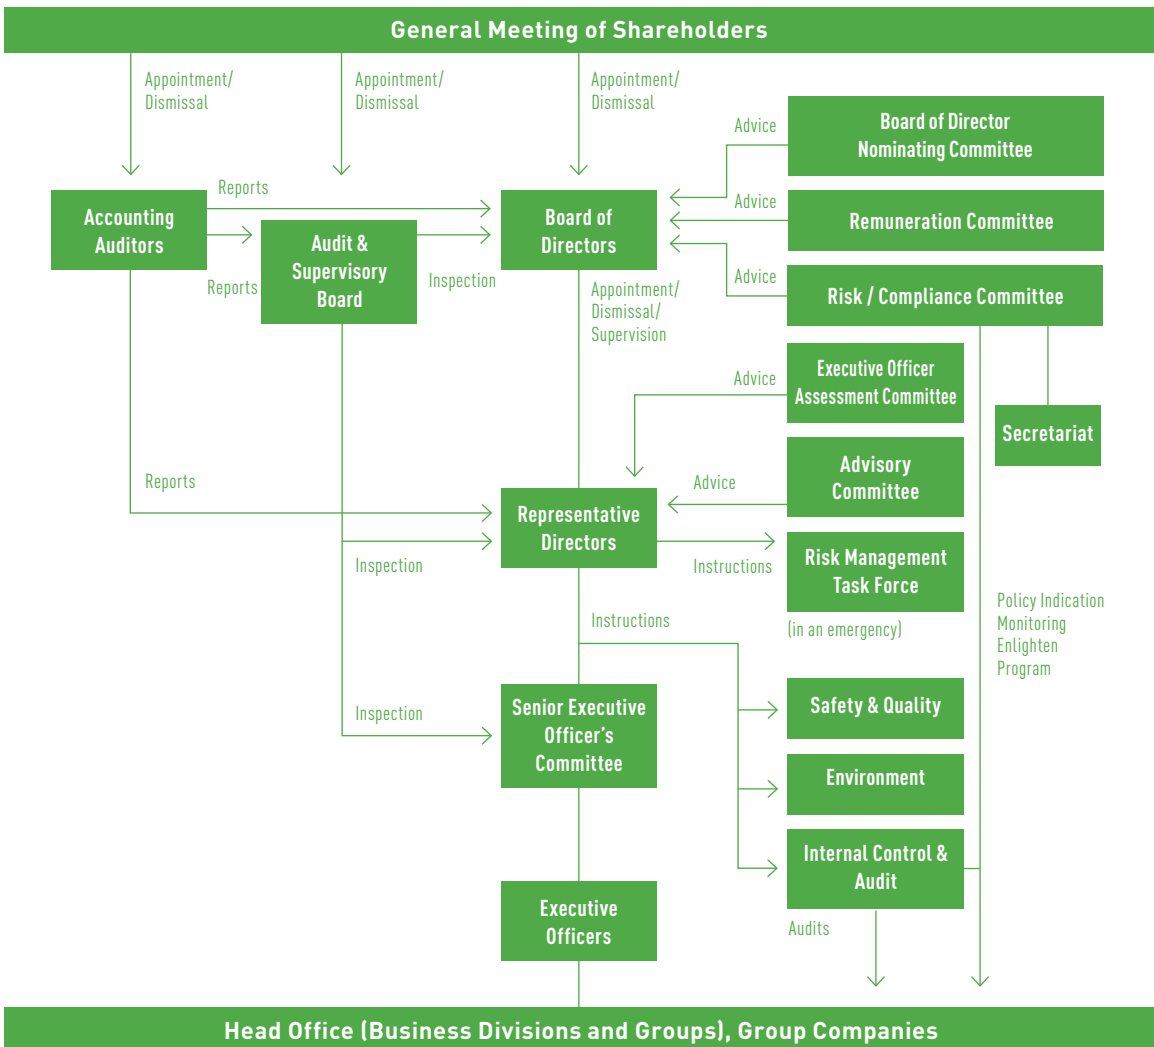 General Meeting of Shareholders
Appointment/
Dismissal
Appointment/
Dismissal
Appointment/
Dismissal
Advice
Board of Director
Nominating Committee
Reports
Accounting
Auditors
Reports
Audit &
Supervisory
Board
Inspection
Board of
Directors
Advice
Remuneration Committee
Advice
Risk / Compliance Committee
Appointment/
Dismissal/
Supervision
Advice
Executive Officer
Assessment Committee
Secretariat
Reports
Advice
Advisory
Committee
Representative
Directors
Inspection
Instructions
Risk Management
Task Force
(in an emergency)
Policy Indication
Monitoring
Enlighten
Program
Instructions
Inspection
Senior Executive
Officer's
Committee
Safety & Quality
Environment
Internal Control &
Audit
Audits
Executive
Officers
Head Office (Business Divisions and Groups), Group Companies